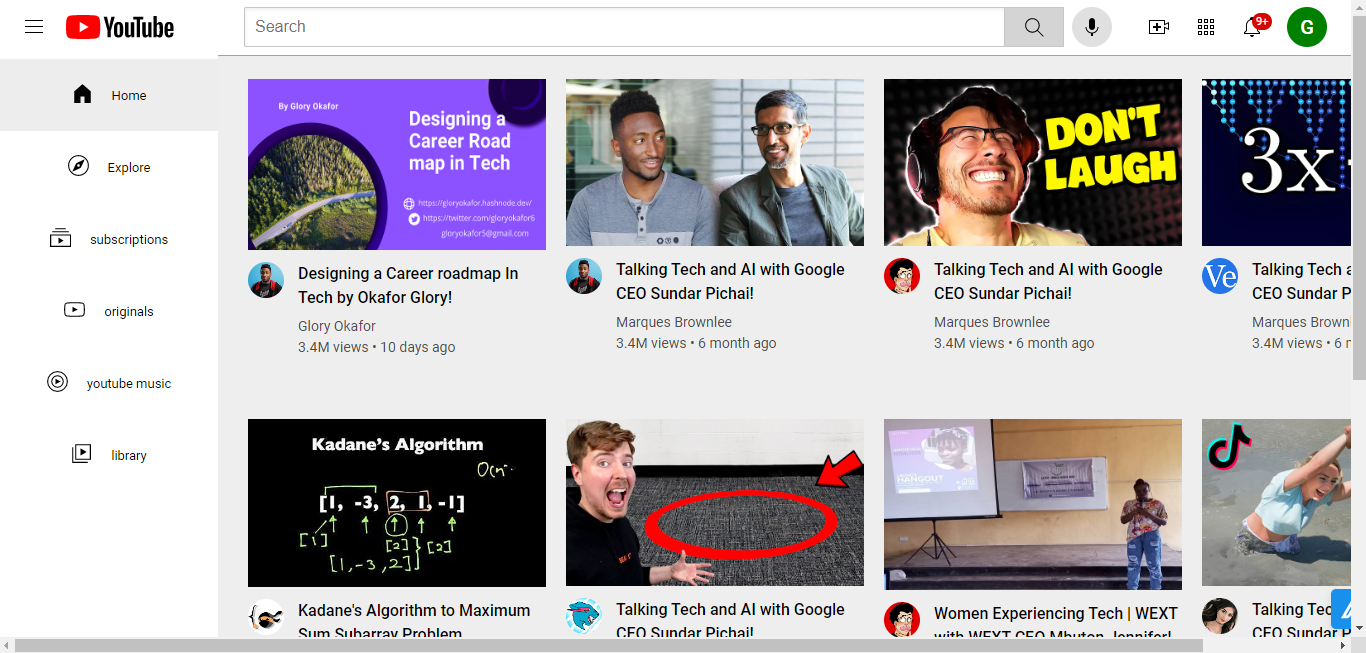 YouTube
Search
9+
G
Home
Explore
subscriptions
originals
youtube music
library
By Glory Okafor
Designing a
Career Road
map in Tech
https://gloryokafor.hashnode.dev/
https://twitter.com/gloryokafor6
gloryokafor5@gmail.com
Designing a Career roadmap In
Tech by Okafor Glory!
Glory Okafor
3.4M views • 10 days ago
Talking Tech and AI with Google
CEO Sundar Pichai!
Marques Brownlee
3.4M views • 6 month ago
DON'T
LAUGH
Talking Tech and AI with Google
CEO Sundar Pichai!
Marques Brownlee
3.4M views • 6 month ago
3x
Ve
Talking Tech
CEO Sundar P
Marques Brown
3.4M views • 6
Kadane's Algorithm
[1, -3, 2, 1, -1]
[1]
[2]
[2]
[1,-3,2]
Kadane's Algorithm to Maximum
Sum Subarray Problem
Talking Tech and AI with Google
CEO Sundar Pichai!
HANGOUT
Women Experiencing Tech | WEXT
with WEXT CEO Mbuton Jennifer!
Talking Tec
CEO Sundar P